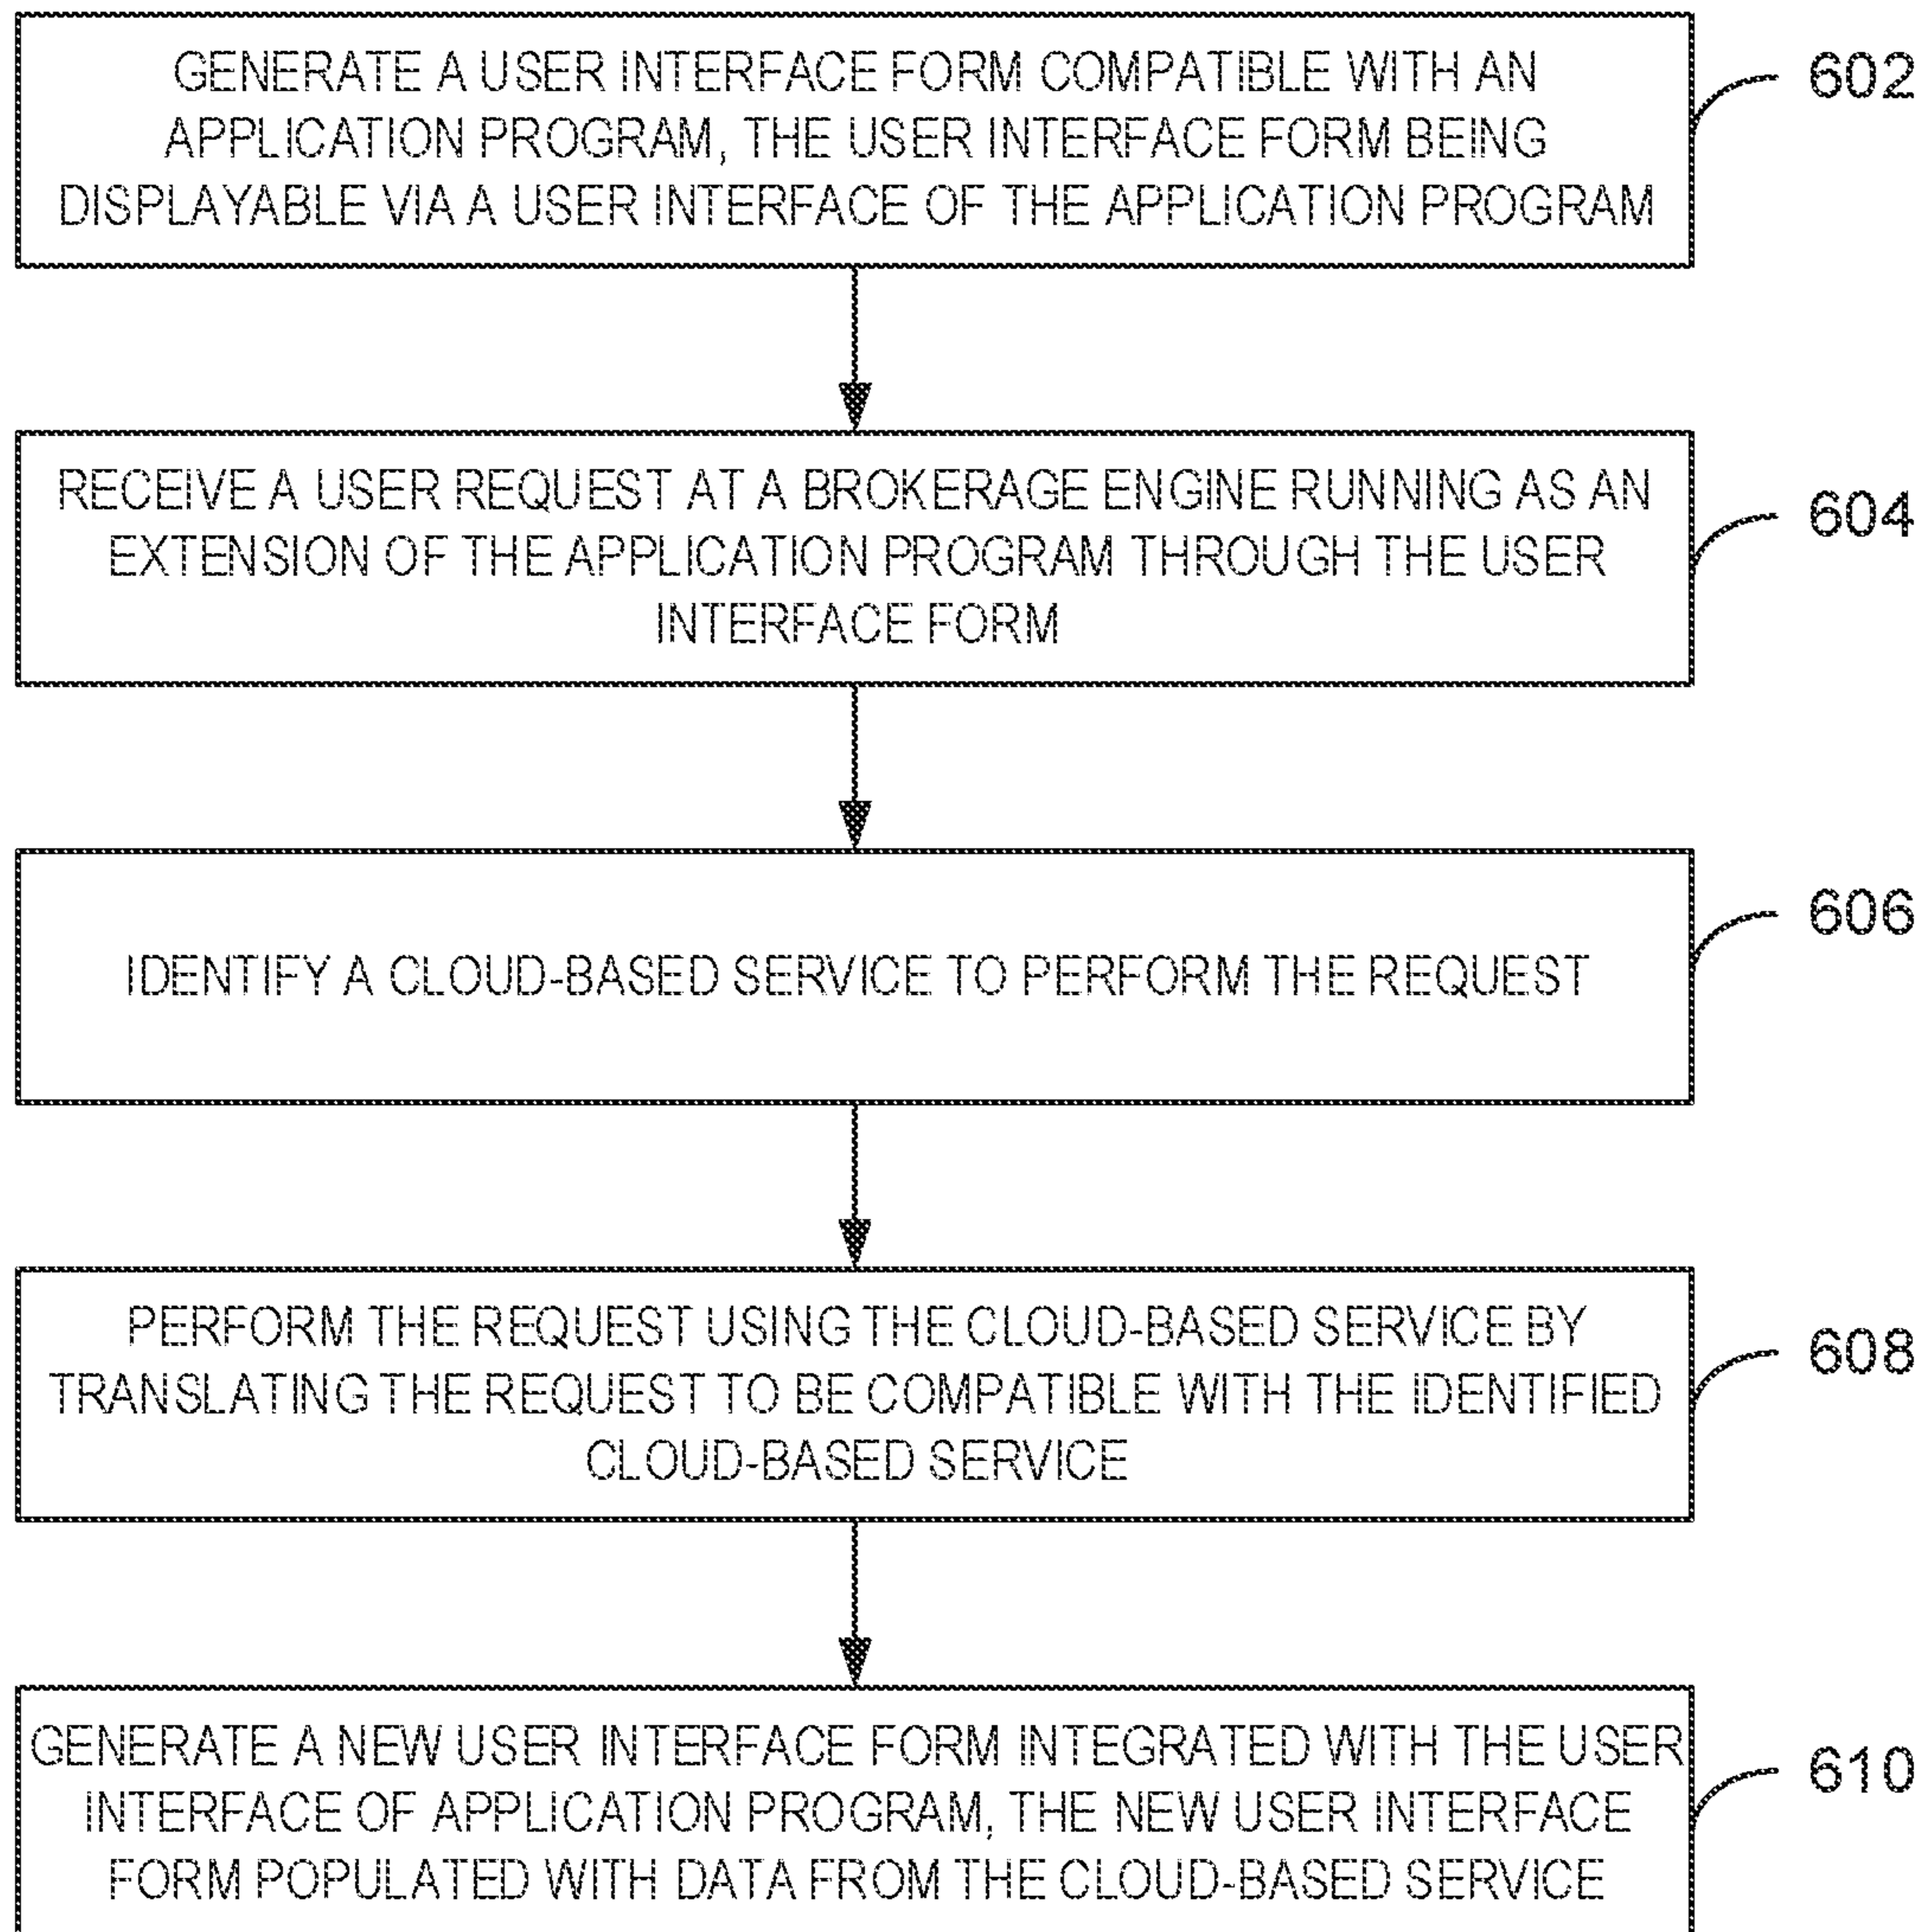 GENERATE A USER INTERFACE FORM COMPATIBLE WITH AN
APPLICATION PROGRAM, THE USER INTERFACE FORM BEING
DISPLAYABLE VIA A USER INTERFACE OF THE APPLICATION PROGRAM
602
RECEIVE A USER REQUEST AT A BROKERAGE ENGINE RUNNING AS AN
EXTENSION OF THE APPLICATION PROGRAM THROUGH THE USER
INTERFACE FORM
604
IDENTIFY A CLOUD-BASED SERVICE TO PERFORM THE REQUEST
606
PERFORM THE REQUEST USING THE CLOUD-BASED SERVICE BY
TRANSLATING THE REQUEST TO BE COMPATIBLE WITH THE IDENTIFIED
CLOUD-BASED SERVICE
608
GENERATE A NEW USER INTERFACE FORM INTEGRATED WITH THE USER
INTERFACE OF APPLICATION PROGRAM, THE NEW USER INTERFACE
FORM POPULATED WITH DATA FROM THE CLOUD-BASED SERVICE
610